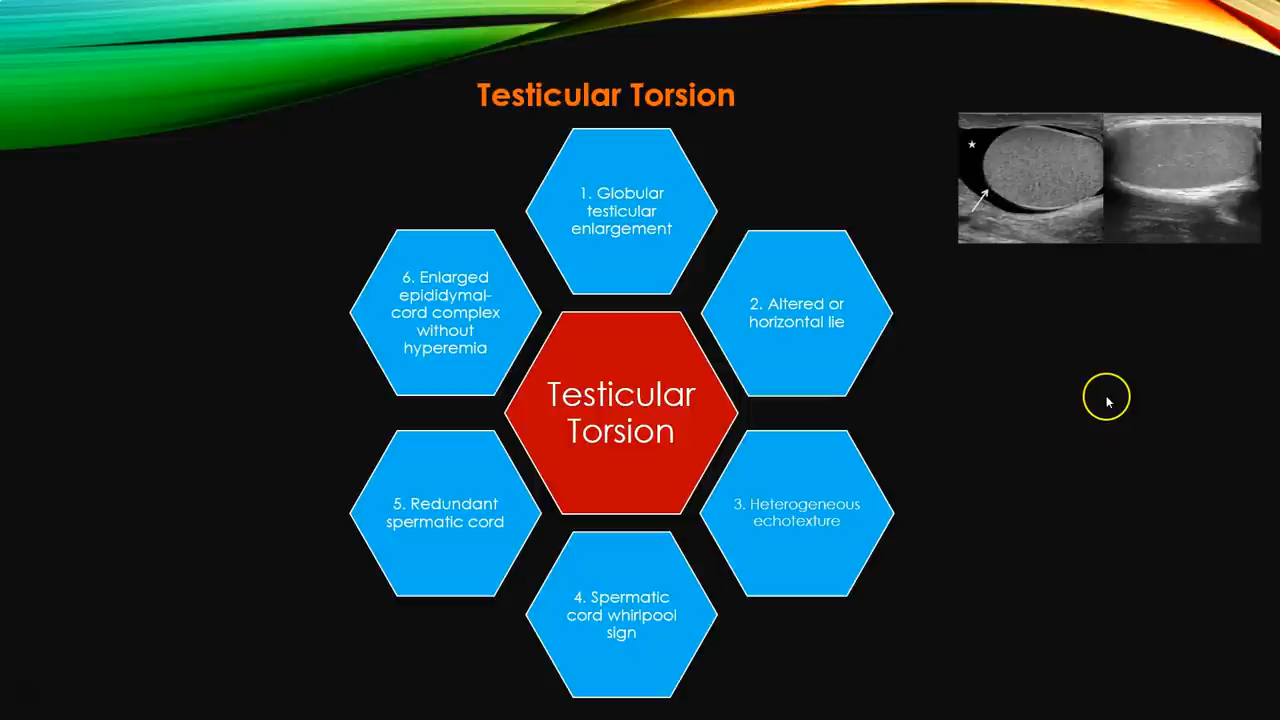 Testicular Torsion
1. Globular
testicular
enlargement
2. Altered or
horizontal lie
3. Heterogeneous
echotexture
4. Spermatic
cord whirlpool
sign
5. Redundant
spermatic cord
6. Enlarged
epididymal-
cord complex
without
hyperemia
Testicular
Torsion